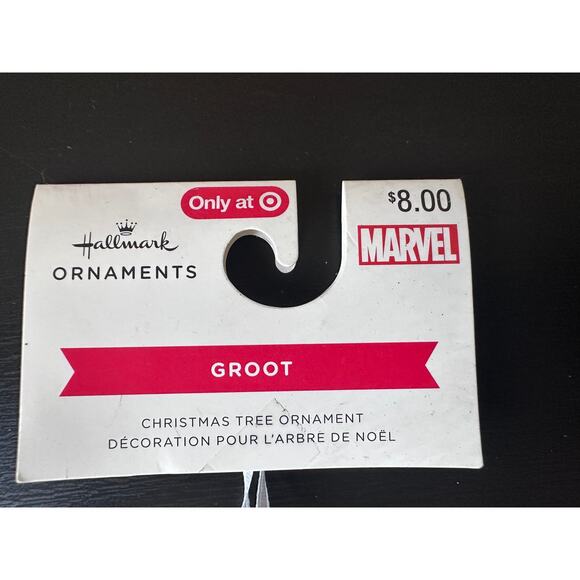 Only at
$8.00
Hallmark
MARVEL
ORNAMENTS
GROOT
CHRISTMAS TREE ORNAMENT
DÉCORATION POUR L'ARBRE DE NOËL